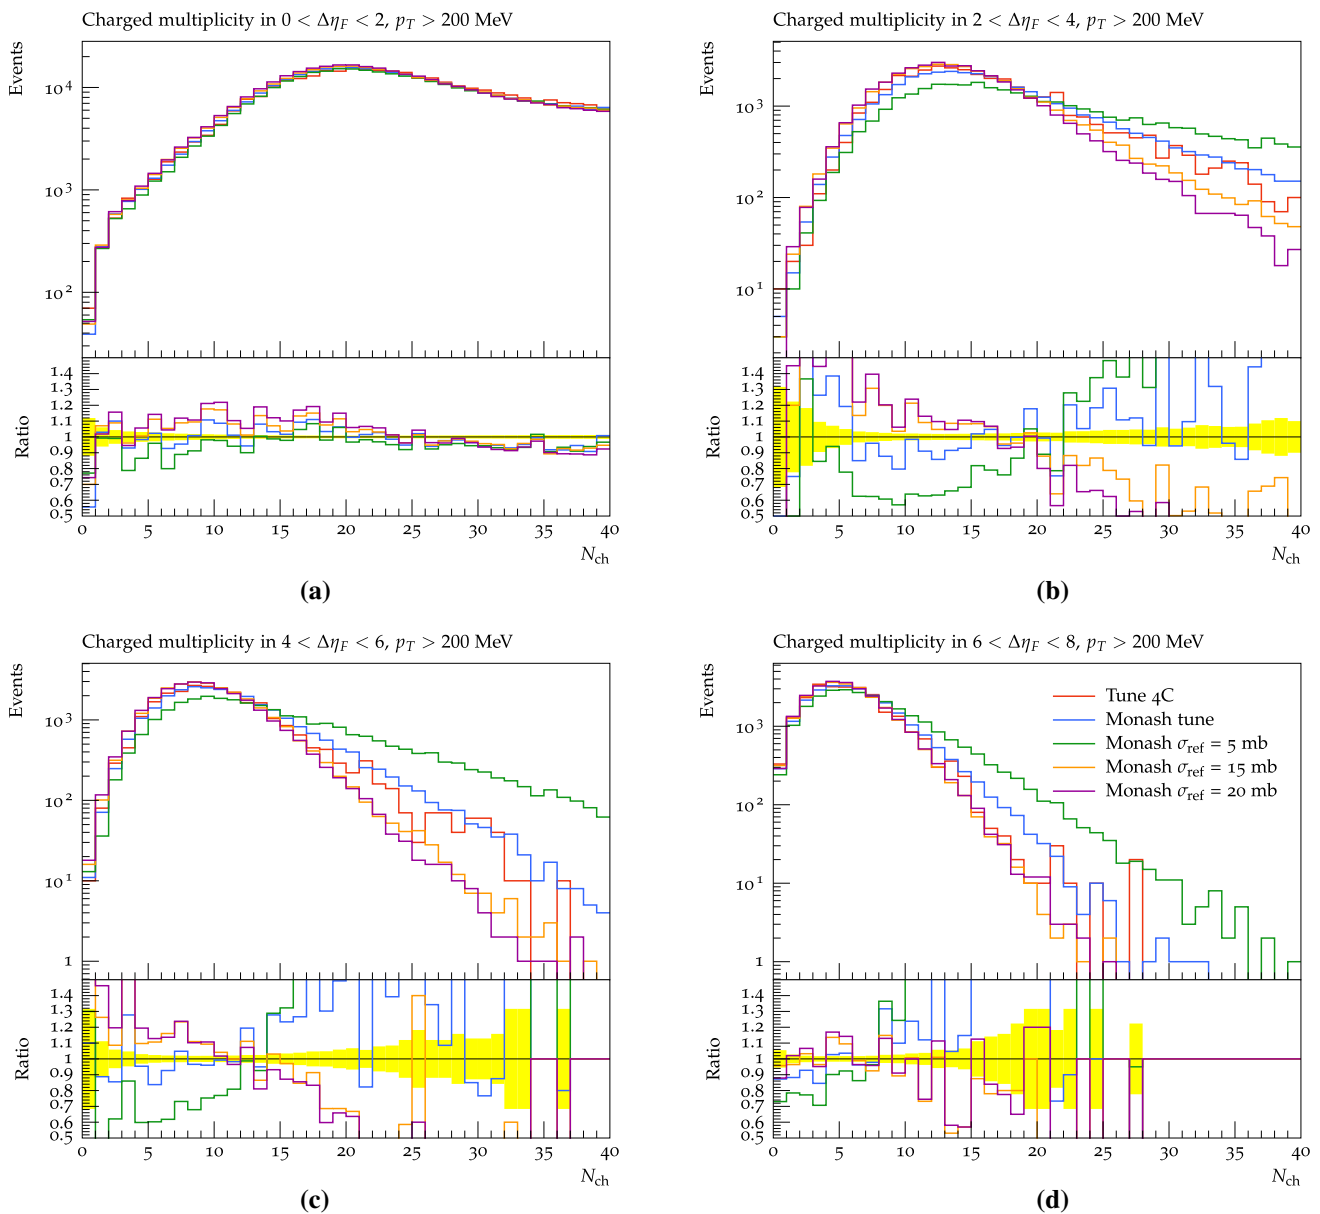 Charged multiplicity in 0 < Δη_F < 2, p_T > 200 MeV
Events
10^4
10^3
10^2
Ratio
1.4
1.3
1.2
1.1
1
0.9
0.8
0.7
0.6
0.5
0 5 10 15 20 25 30 35 40
N_ch
(a)
Charged multiplicity in 2 < Δη_F < 4, p_T > 200 MeV
Events
10^3
10^2
10^1
Ratio
1.4
1.3
1.2
1.1
1
0.9
0.8
0.7
0.6
0.5
0 5 10 15 20 25 30 35 40
N_ch
(b)
Charged multiplicity in 4 < Δη_F < 6, p_T > 200 MeV
Events
10^3
10^2
10^1
1
Ratio
1.4
1.3
1.2
1.1
1
0.9
0.8
0.7
0.6
0.5
0 5 10 15 20 25 30 35 40
N_ch
(c)
Charged multiplicity in 6 < Δη_F < 8, p_T > 200 MeV
Events
10^3
10^2
10^1
1
Tune 4C
Monash tune
Monash σ_ref = 5 mb
Monash σ_ref = 15 mb
Monash σ_ref = 20 mb
Ratio
1.4
1.3
1.2
1.1
1
0.9
0.8
0.7
0.6
0.5
0 5 10 15 20 25 30 35 40
N_ch
(d)